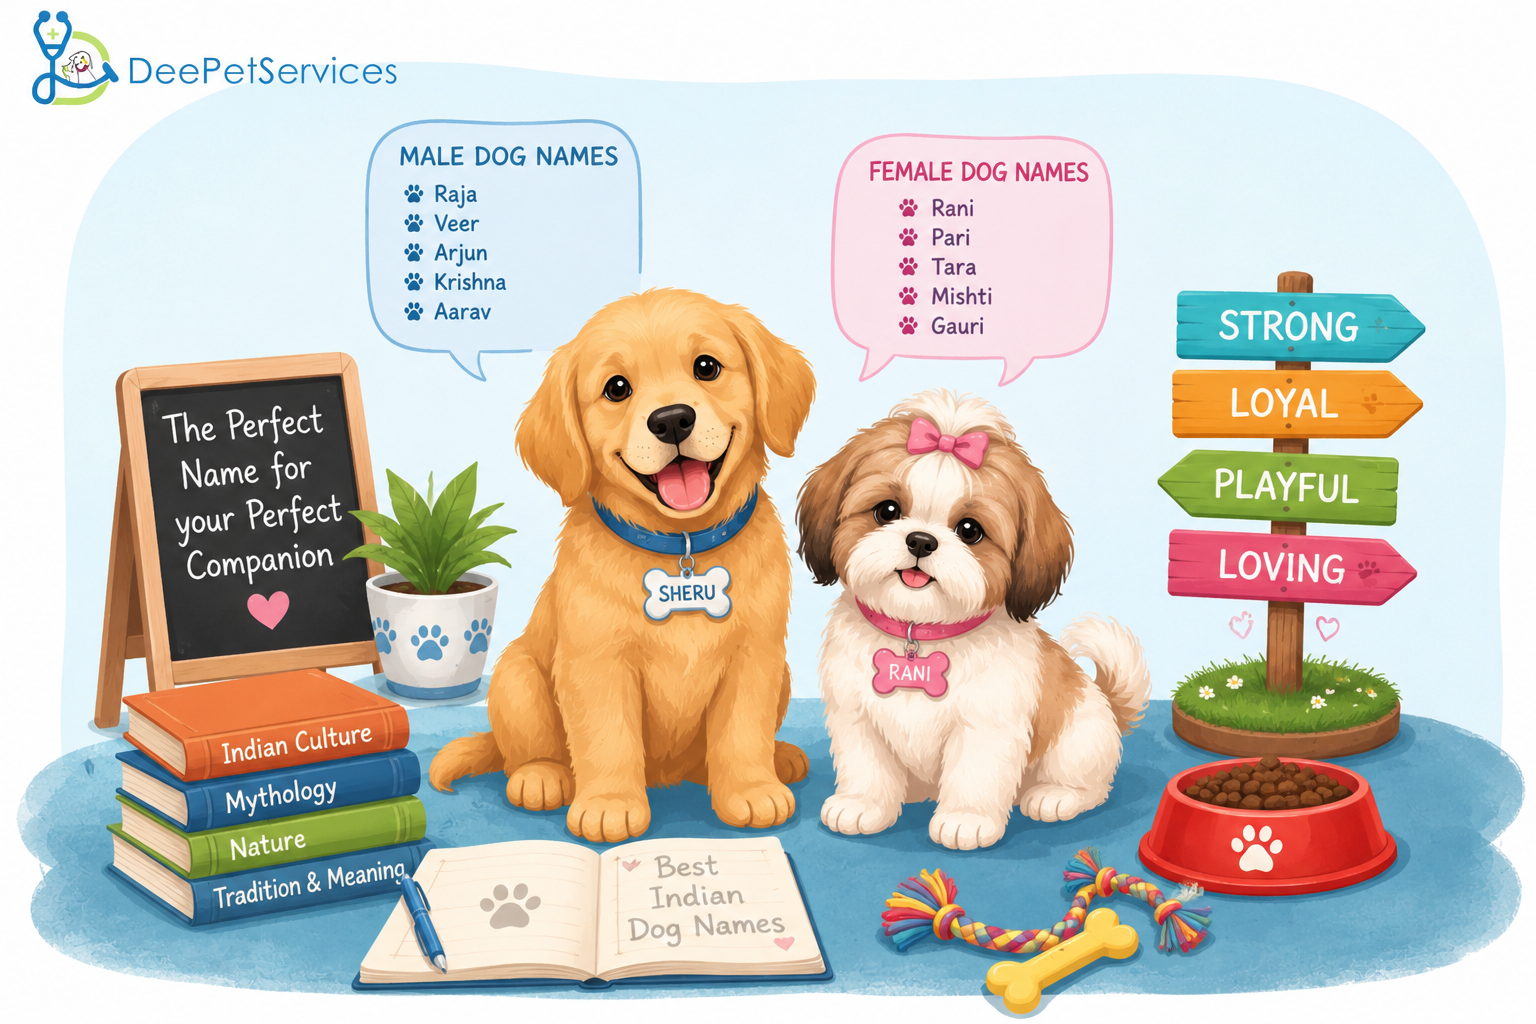 DeePetServices
MALE DOG NAMES
Raja
Veer
Arjun
Krishna
Aarav
FEMALE DOG NAMES
Rani
Pari
Tara
Mishti
Gauri
STRONG
LOYAL
PLAYFUL
LOVING
The Perfect
Name for
your Perfect
Companion
SHERU
RANI
Indian Culture
Mythology
Nature
Tradition & Meaning
Best
Indian
Dog Names